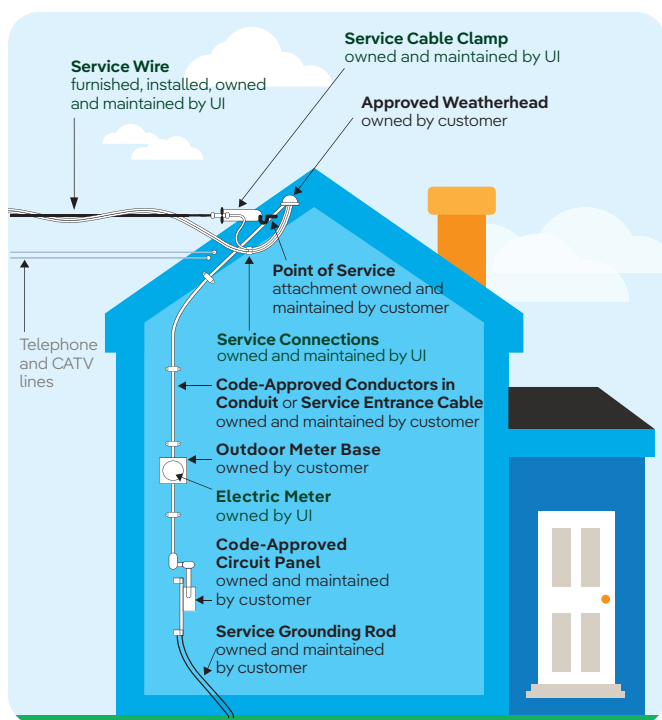 Service Cable Clamp
owned and maintained by UI
Service Wire
furnished, installed, owned
and maintained by UI
Approved Weatherhead
owned by customer
Point of Service
attachment owned and
maintained by customer
Telephone
and CATV
lines
Service Connections
owned and maintained by UI
Code-Approved Conductors in
Conduit or Service Entrance Cable
owned and maintained by customer
Outdoor Meter Base
owned by customer
Electric Meter
owned by UI
Code-Approved
Circuit Panel
owned and maintained
by customer
Service Grounding Rod
owned and maintained
by customer